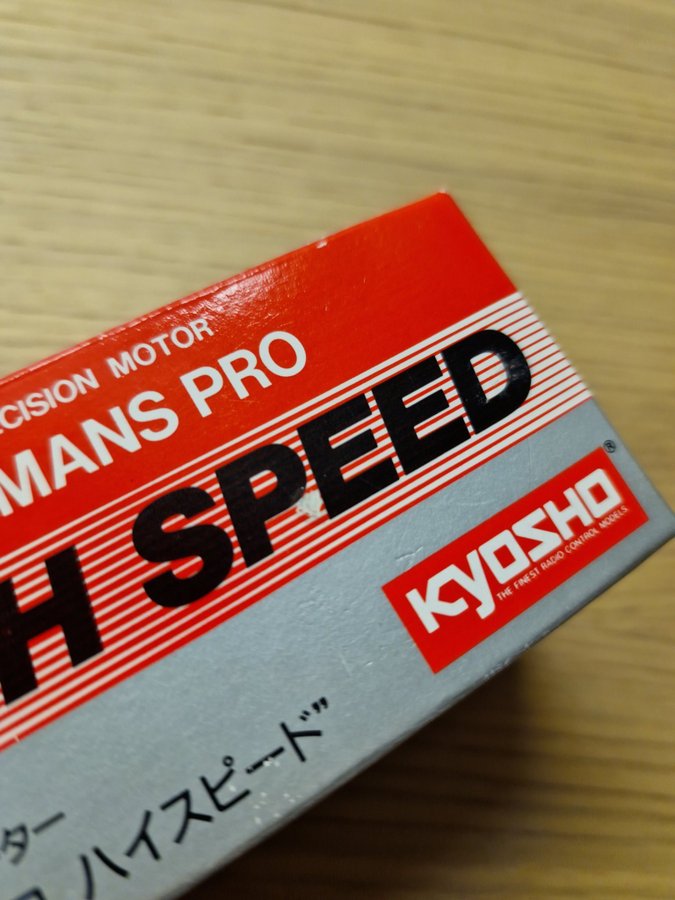 CISION MOTOR
MANS PRO
H SPEED
KYOSHO®
THE FINEST RADIO CONTROL MODELS
ター
ハイスピード”